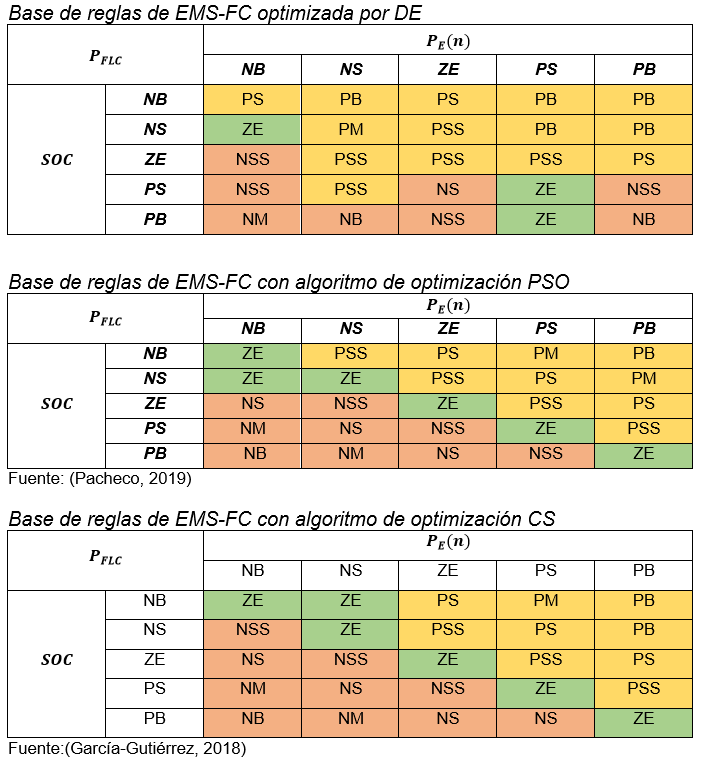 Base de reglas de EMS-FC optimizada por DE
P_FLC P_E(n)
NB NS ZE PS PB
SOC NB PS PB PS PB PB
NS ZE PM PSS PB PB
ZE NSS PSS PSS PSS PS
PS NSS PSS NS ZE NSS
PB NM NB NSS ZE NB
Base de reglas de EMS-FC con algoritmo de optimización PSO
P_FLC P_E(n)
NB NS ZE PS PB
SOC NB ZE PSS PS PM PB
NS ZE ZE PSS PS PM
ZE NS NSS ZE PSS PS
PS NM NS NSS ZE PSS
PB NB NM NS NSS ZE
Fuente: (Pacheco, 2019)
Base de reglas de EMS-FC con algoritmo de optimización CS
P_FLC P_E(n)
NB NS ZE PS PB
SOC NB ZE ZE PS PM PB
NS NSS ZE PSS PS PB
ZE NS NSS ZE PSS PS
PS NM NS NSS ZE PSS
PB NB NM NS NS ZE
Fuente:(García-Gutiérrez, 2018)